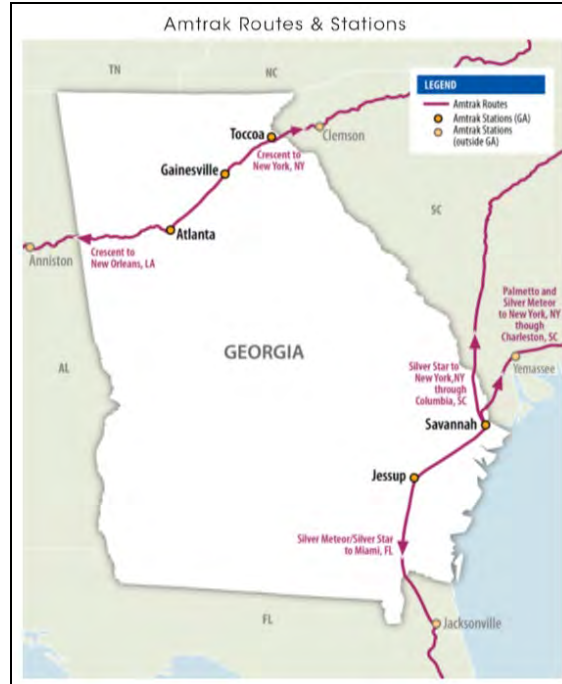 Amtrak Routes & Stations
TN
NC
LEGEND
Amtrak Routes
Amtrak Stations (GA)
Amtrak Stations
(outside GA)
Toccoa
Clemson
Crescent to
New York, NY
Gainesville
Atlanta
Anniston
Crescent to
New Orleans, LA
SC
Palmetto and
Silver Meteor
to New York, NY
though
Charleston, SC
GEORGIA
AL
Silver Star to
New York,NY
through
Columbia, SC
Yemassee
Savannah
Jessup
Silver Meteor/Silver Star
to Miami, FL
FL
Jacksonville